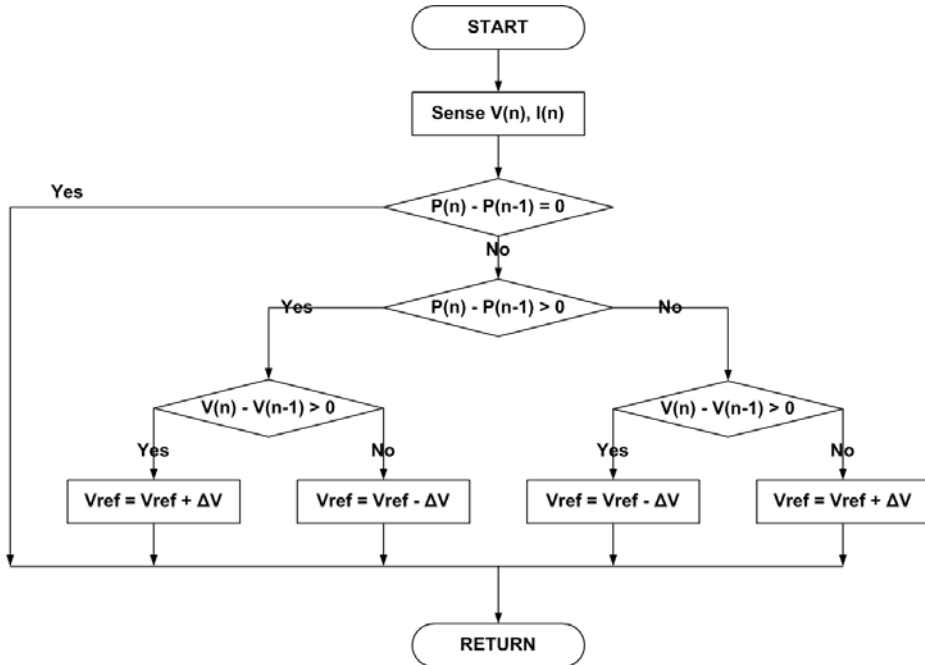 START
Sense V(n), I(n)
Yes
P(n) - P(n-1) = 0
No
Yes
P(n) - P(n-1) > 0
No
V(n) - V(n-1) > 0
V(n) - V(n-1) > 0
Yes
No
Yes
No
Vref = Vref + ΔV
Vref = Vref - ΔV
Vref = Vref - ΔV
Vref = Vref + ΔV
RETURN